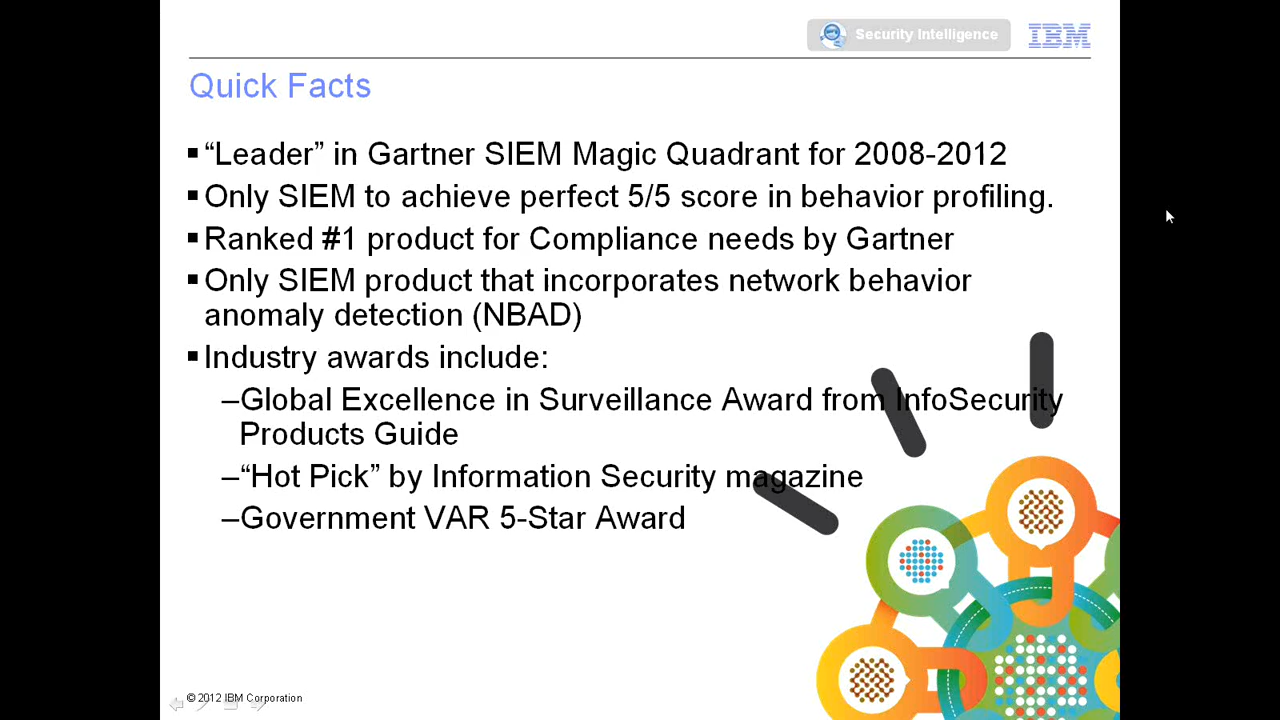 Security Intelligence
IBM
Quick Facts
▪“Leader” in Gartner SIEM Magic Quadrant for 2008-2012
▪Only SIEM to achieve perfect 5/5 score in behavior profiling.
▪Ranked #1 product for Compliance needs by Gartner
▪Only SIEM product that incorporates network behavior
anomaly detection (NBAD)
▪Industry awards include:
–Global Excellence in Surveillance Award from InfoSecurity
Products Guide
–“Hot Pick” by Information Security magazine
–Government VAR 5-Star Award
© 2012 IBM Corporation